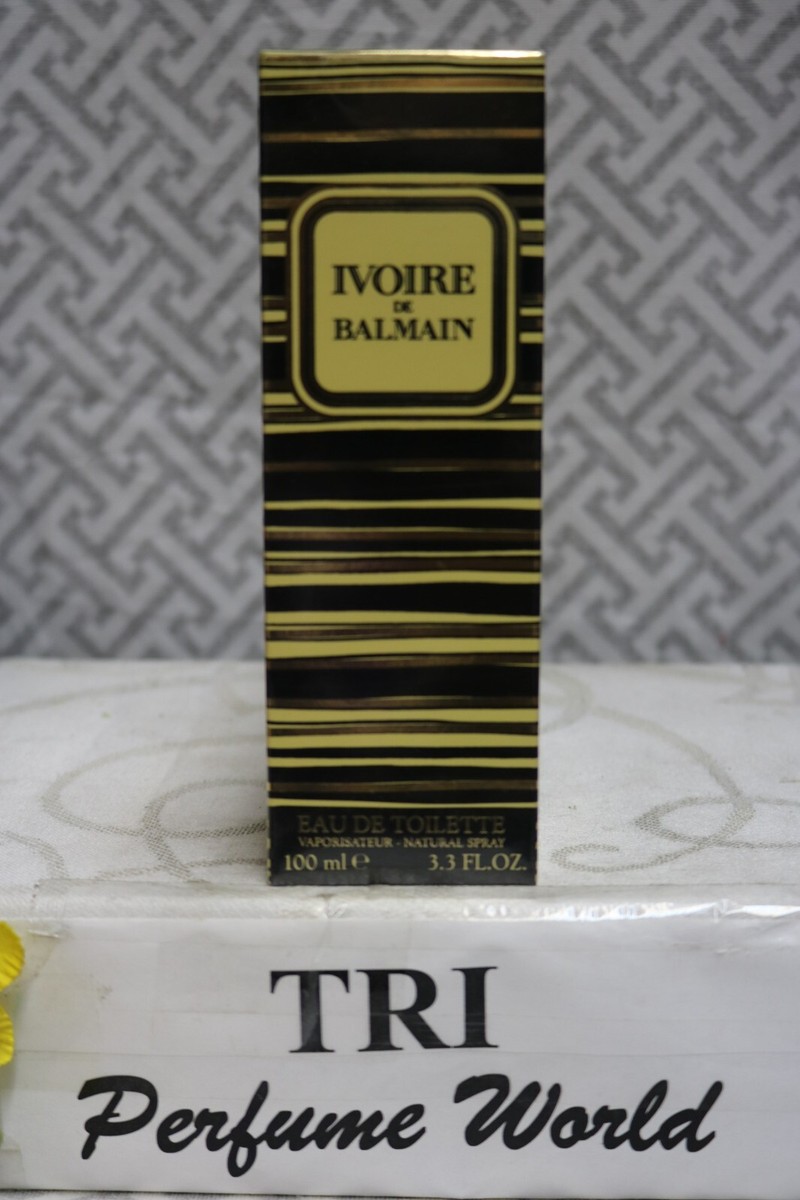 IVOIRE
DE
BALMAIN
EAU DE TOILETTE
VAPORISATEUR - NATURAL SPRAY
100 ml ℮ 3.3 FL.OZ.
TRI
Perfume World